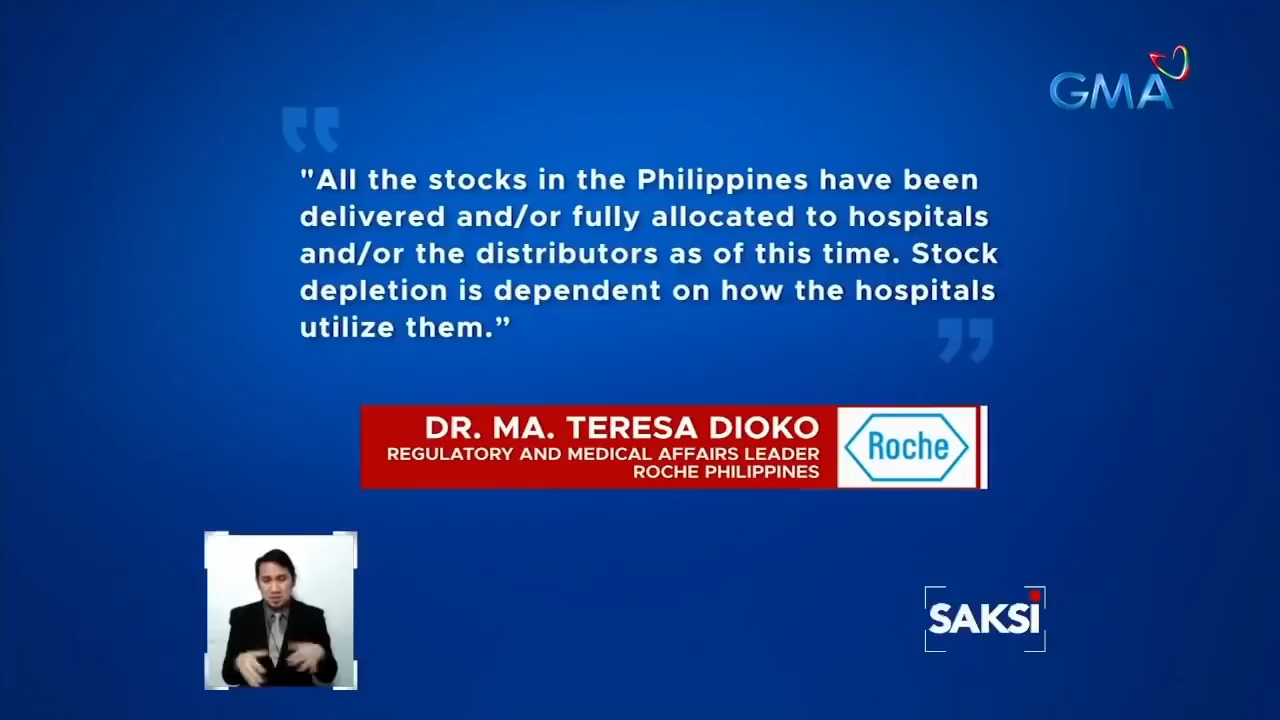 GMA
"All the stocks in the Philippines have been
delivered and/or fully allocated to hospitals
and/or the distributors as of this time. Stock
depletion is dependent on how the hospitals
utilize them.”
DR. MA. TERESA DIOKO
REGULATORY AND MEDICAL AFFAIRS LEADER
ROCHE PHILIPPINES
Roche
SAKSI